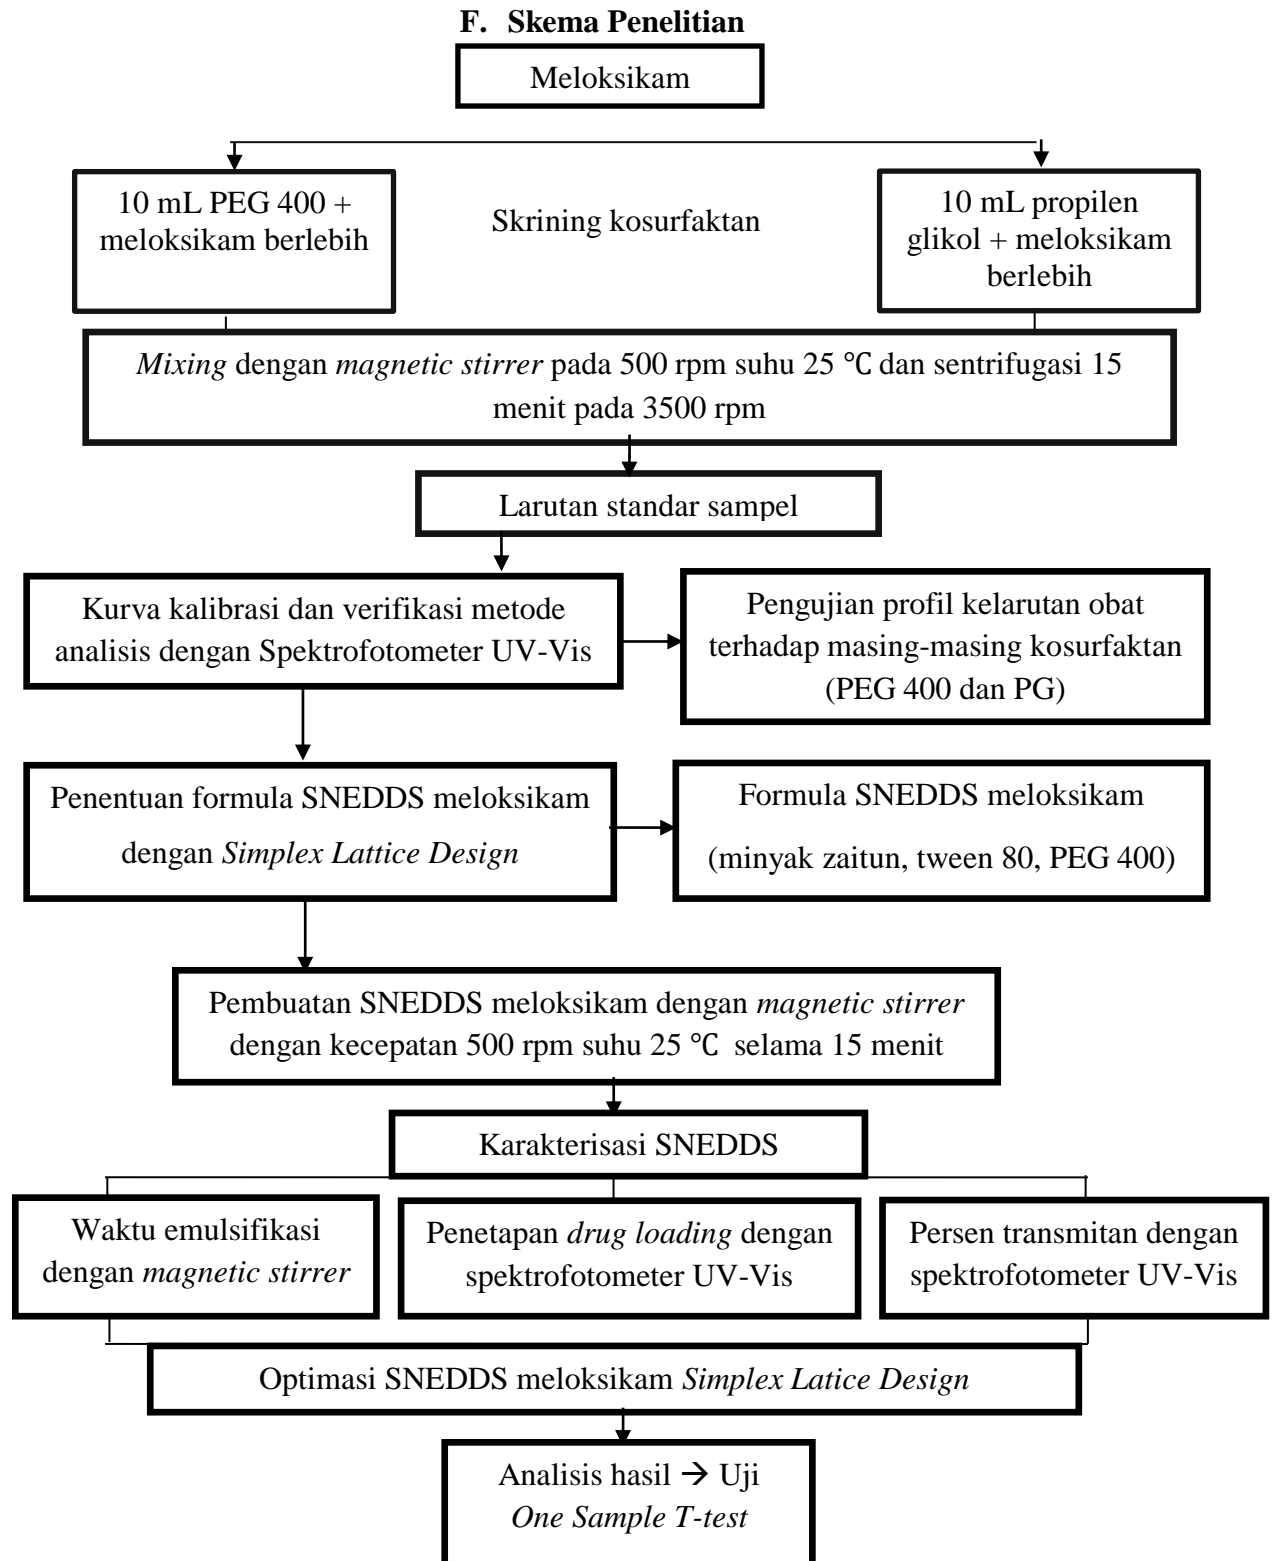 F. Skema Penelitian
Meloksikam
10 mL PEG 400 +
meloksikam berlebih
Skrining kosurfaktan
10 mL propilen
glikol + meloksikam
berlebih
Mixing dengan magnetic stirrer pada 500 rpm suhu 25 ℃ dan sentrifugasi 15
menit pada 3500 rpm
Larutan standar sampel
Kurva kalibrasi dan verifikasi metode
analisis dengan Spektrofotometer UV-Vis
Pengujian profil kelarutan obat
terhadap masing-masing kosurfaktan
(PEG 400 dan PG)
Penentuan formula SNEDDS meloksikam
dengan Simplex Lattice Design
Formula SNEDDS meloksikam
(minyak zaitun, tween 80, PEG 400)
Pembuatan SNEDDS meloksikam dengan magnetic stirrer
dengan kecepatan 500 rpm suhu 25 ℃ selama 15 menit
Karakterisasi SNEDDS
Waktu emulsifikasi
dengan magnetic stirrer
Penetapan drug loading dengan
spektrofotometer UV-Vis
Persen transmitan dengan
spektrofotometer UV-Vis
Optimasi SNEDDS meloksikam Simplex Latice Design
Analisis hasil → Uji
One Sample T-test